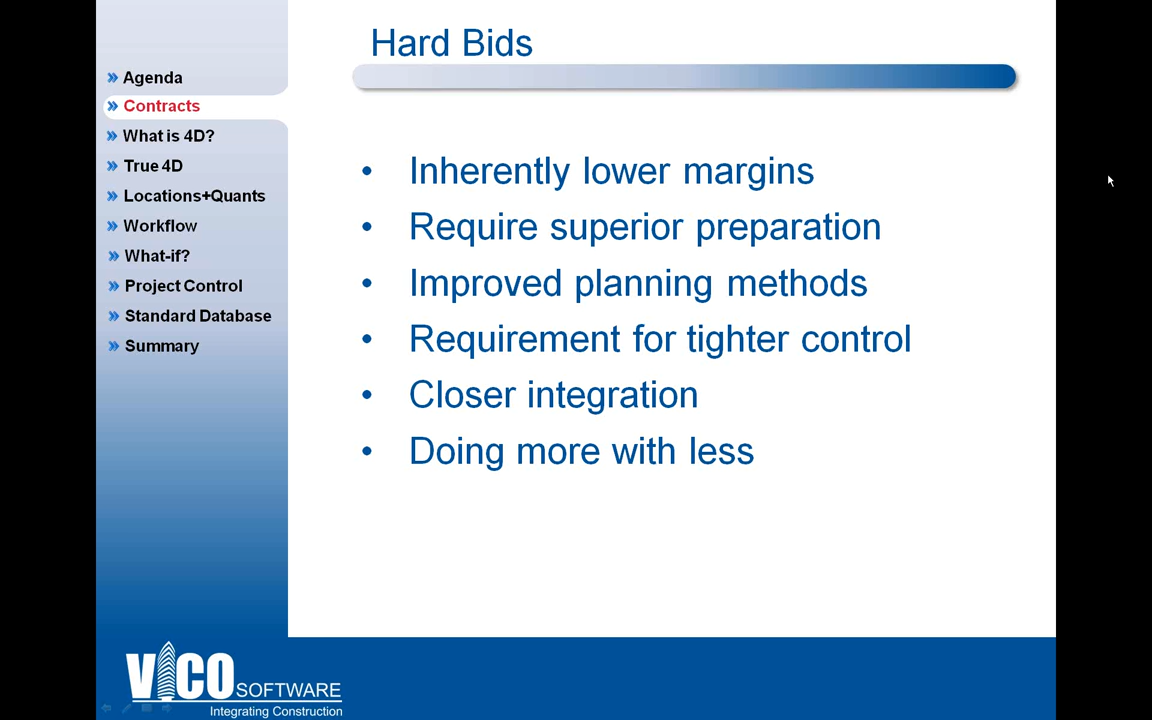 Hard Bids
» Agenda
» Contracts
» What is 4D?
» True 4D
» Locations+Quants
» Workflow
» What-if?
» Project Control
» Standard Database
» Summary
• Inherently lower margins
• Require superior preparation
• Improved planning methods
• Requirement for tighter control
• Closer integration
• Doing more with less
VICO SOFTWARE
Integrating Construction